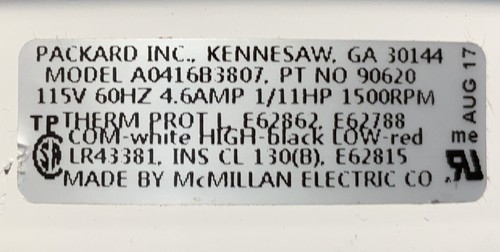 PACKARD INC., KENNESAW, GA 30144
MODEL A0416B3807, PT NO 90620
115V 60HZ 4.6AMP 1/11HP 1500RPM
TP THERM PROT L E62862, E62788
COM-white HIGH-black LOW-red
LR43381, INS CL 130(B), E62815
MADE BY McMILLAN ELECTRIC CO
me AUG 17